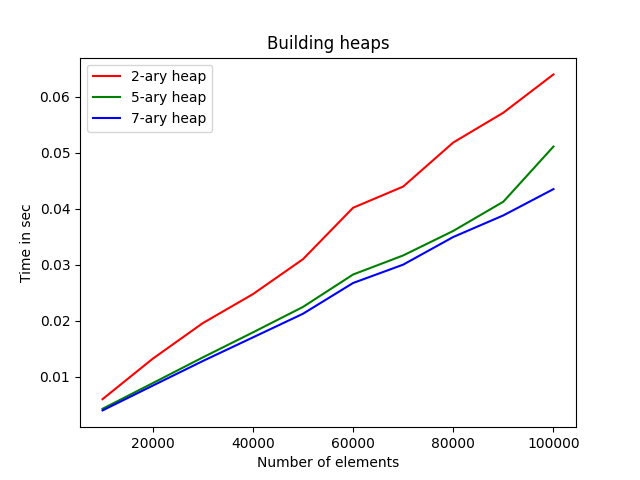 Building heaps
2-ary heap
5-ary heap
7-ary heap
0.06
0.05
0.04
0.03
0.02
0.01
Time in sec
20000 40000 60000 80000 100000
Number of elements